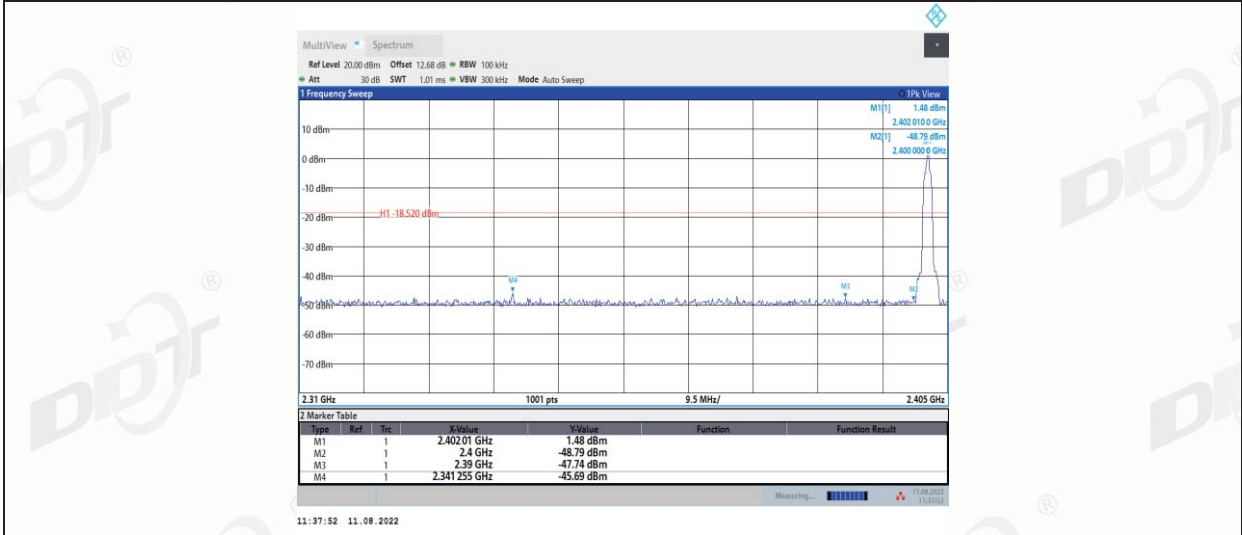 MultiView Spectrum
Ref Level 20.00 dBm Offset 12.68 dB RBW 100 kHz
Att 30 dB SWT 1.01 ms VBW 300 kHz Mode Auto Sweep
1 Frequency Sweep 1Pk View
M1[1] 1.48 dBm
2.402 010 0 GHz
M2[1] -48.79 dBm
2.400 000 0 GHz
10 dBm
0 dBm
-10 dBm
H1 -18.520 dBm
-20 dBm
-30 dBm
-40 dBm
M4
M3
M2
-50 dBm
-60 dBm
-70 dBm
2.31 GHz 1001 pts 9.5 MHz/ 2.405 GHz
2 Marker Table
Type Ref Trc X-Value Y-Value Function Function Result
M1 1 2.402 01 GHz 1.48 dBm
M2 1 2.4 GHz -48.79 dBm
M3 1 2.39 GHz -47.74 dBm
M4 1 2.341 255 GHz -45.69 dBm
Measuring... 11.08.2022
11:37:52
11:37:52 11.08.2022
DDT ®
DDT ®
DDT ®
DDT ®